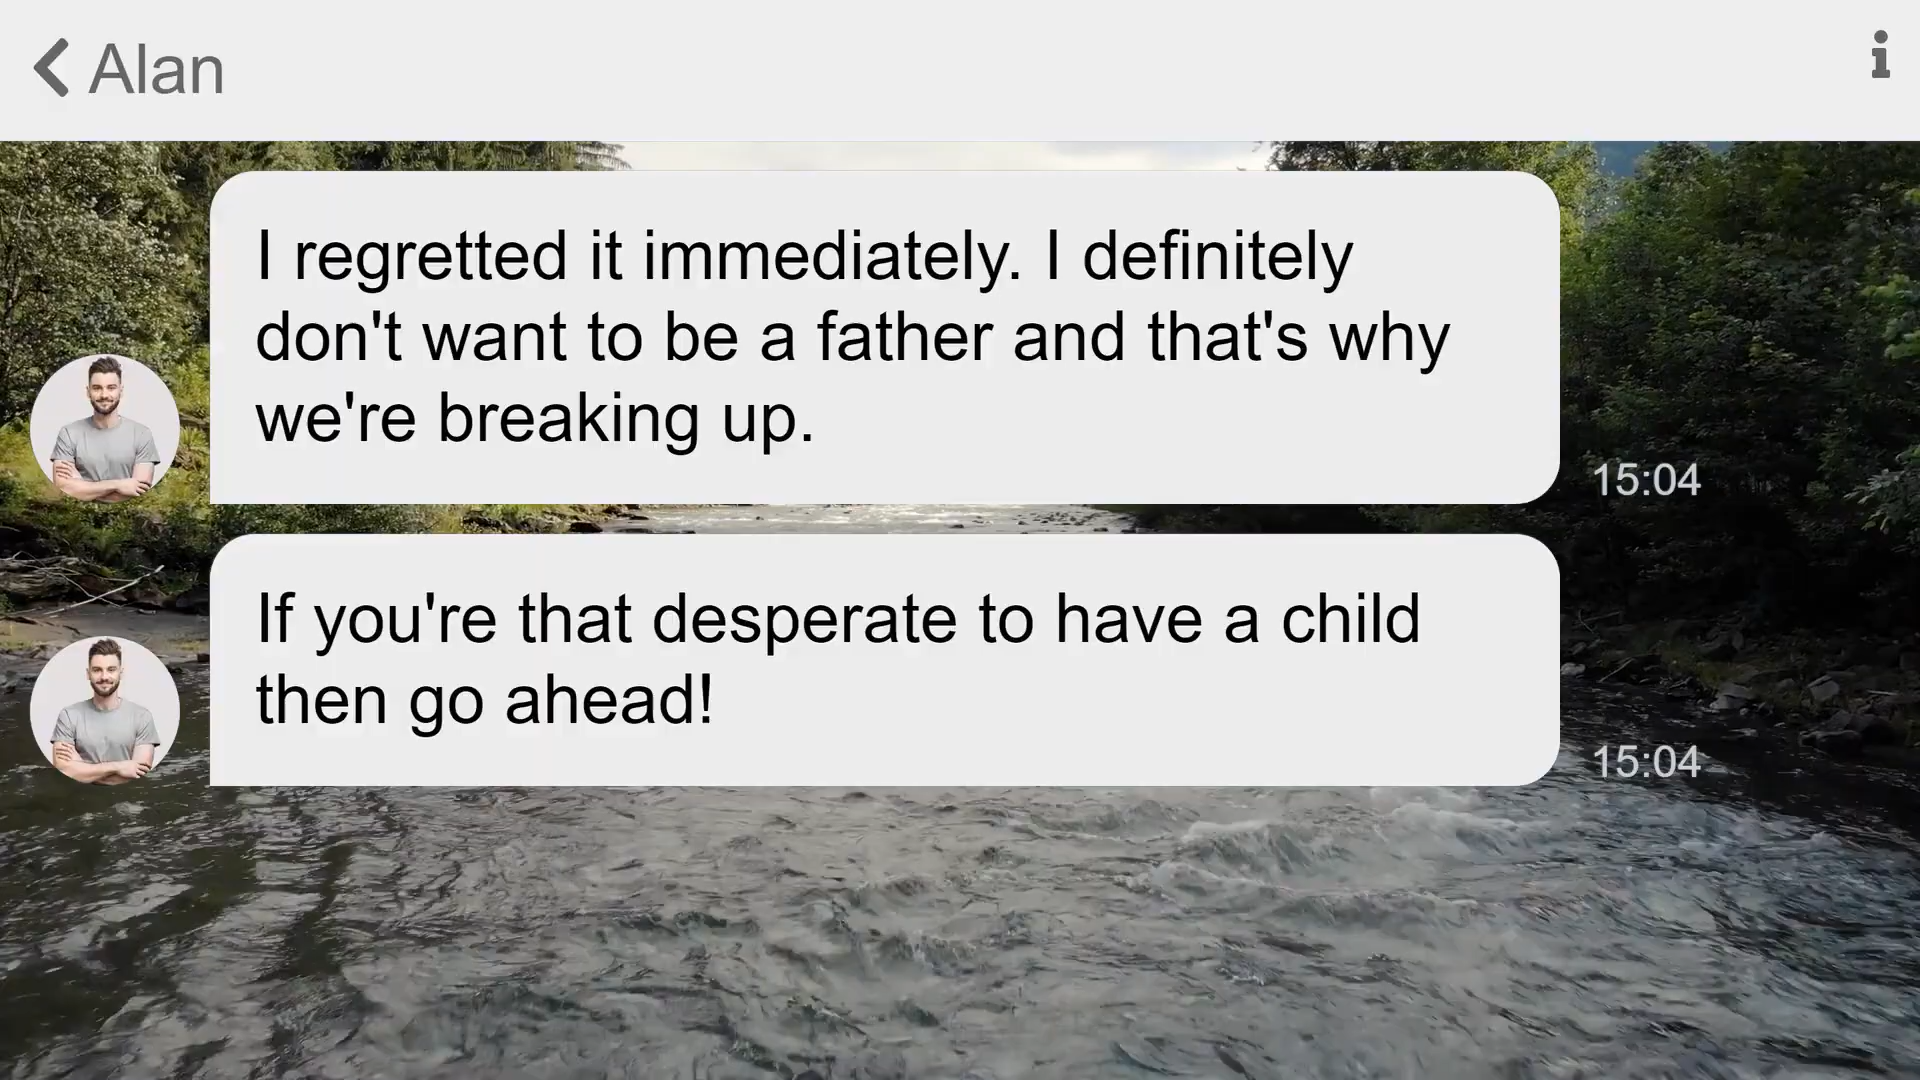 Alan
I regretted it immediately. I definitely
don't want to be a father and that's why
we're breaking up.
15:04
If you're that desperate to have a child
then go ahead!
15:04